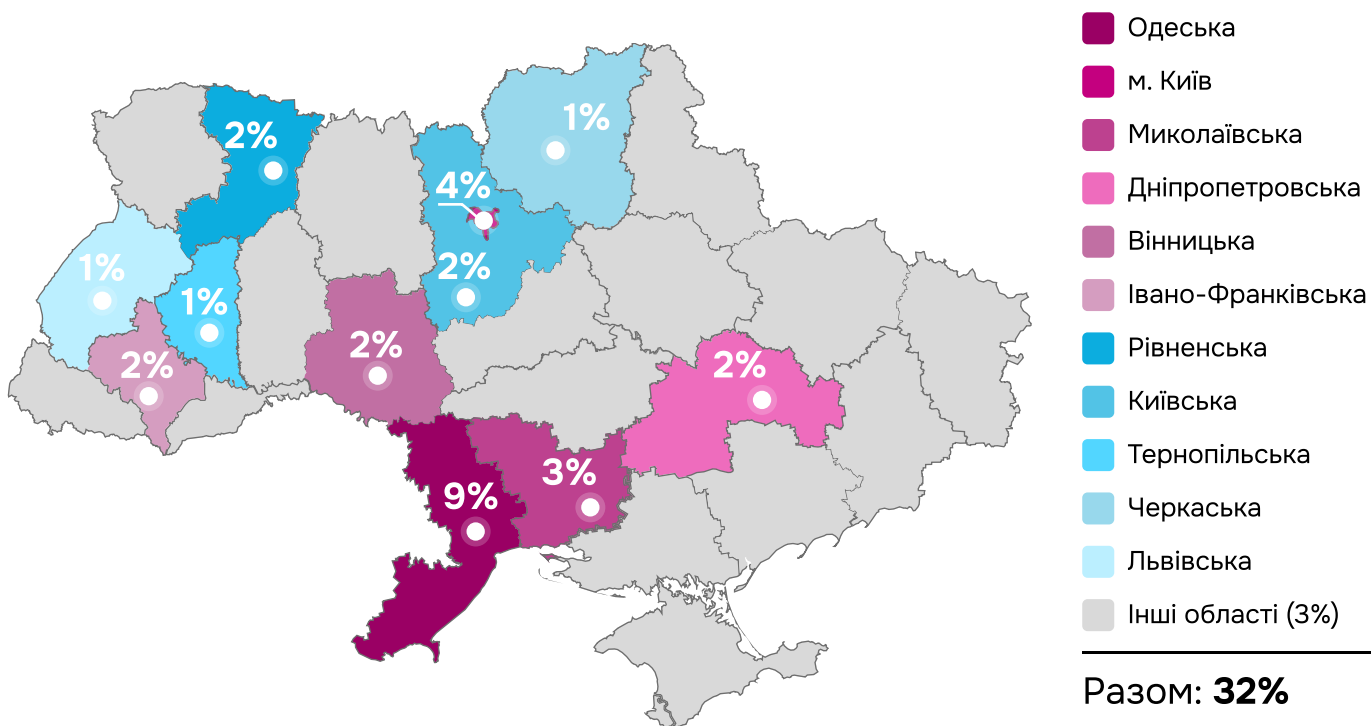 Одеська
м. Київ
Миколаївська
Дніпропетровська
Вінницька
Івано-Франківська
Рівненська
Київська
Тернопільська
Черкаська
Львівська
Інші області (3%)
Разом: 32%
1%
2%
4%
1%
2%
1%
2%
2%
2%
3%
9%